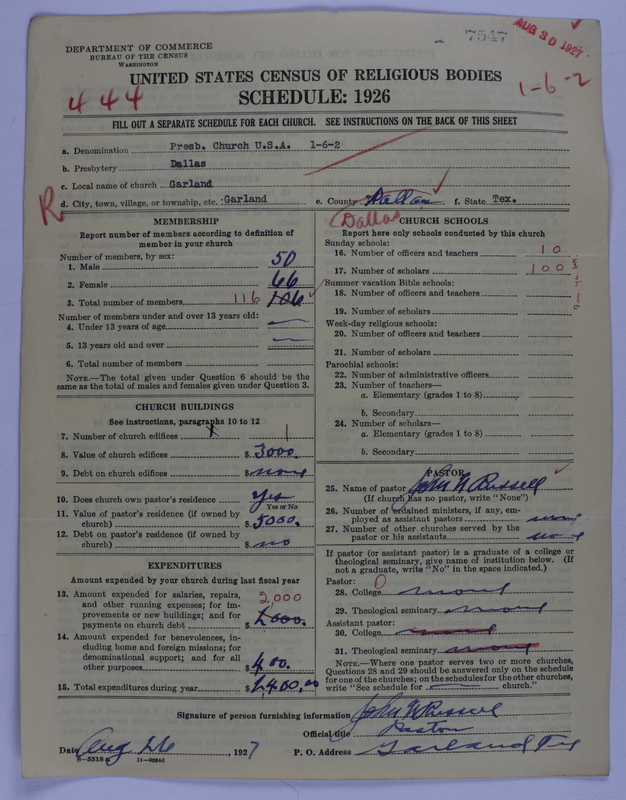 DEPARTMENT OF COMMERCE
BUREAU OF THE CENSUS
WASHINGTON
7547
AUG 30 1927
UNITED STATES CENSUS OF RELIGIOUS BODIES
SCHEDULE: 1926
444
1-6-2
FILL OUT A SEPARATE SCHEDULE FOR EACH CHURCH. SEE INSTRUCTIONS ON THE BACK OF THIS SHEET
a. Denomination Presb. Church U.S.A. 1-6-2
b. Presbytery Dallas
c. Local name of church Garland
R
d. City, town, village, or township, etc. Garland e. County Dallas f. State Tex.
Dallas
MEMBERSHIP
Report number of members according to definition of
member in your church
Number of members, by sex:
1. Male 50
2. Female 66
3. Total number of members 116 106
Number of members under and over 13 years old:
4. Under 13 years of age —
5. 13 years old and over —
6. Total number of members
NOTE.—The total given under Question 6 should be the
same as the total of males and females given under Question 3.
CHURCH BUILDINGS
See instructions, paragraphs 10 to 12
7. Number of church edifices 1
8. Value of church edifices $ 3000.
9. Debt on church edifices $ none
10. Does church own pastor's residence yes
Yes or No
11. Value of pastor's residence (if owned by
church) $ 5000.
12. Debt on pastor's residence (if owned by
church) $ no
EXPENDITURES
Amount expended by your church during last fiscal year
13. Amount expended for salaries, repairs, 2,000
and other running expenses; for im-
provements or new buildings; and for
payments on church debt $ 2,000.
14. Amount expended for benevolences, in-
cluding home and foreign missions; for
denominational support; and for all
other purposes $ 400.
15. Total expenditures during year $ 2,400,00
CHURCH SCHOOLS
Report here only schools conducted by this church
Sunday schools:
16. Number of officers and teachers 10
17. Number of scholars 100
Summer vacation Bible schools:
18. Number of officers and teachers
19. Number of scholars
Week-day religious schools:
20. Number of officers and teachers
21. Number of scholars
Parochial schools:
22. Number of administrative officers
23. Number of teachers—
a. Elementary (grades 1 to 8)
b. Secondary
24. Number of scholars—
a. Elementary (grades 1 to 8)
b. Secondary
PASTOR
25. Name of pastor John W Russell
(If church has no pastor, write "None")
26. Number of ordained ministers, if any, em-
ployed as assistant pastors none
27. Number of other churches served by the
pastor or his assistants none
If pastor (or assistant pastor) is a graduate of a college or
theological seminary, give name of institution below. (If
not a graduate, write "No" in the space indicated.)
Pastor: 0
28. College none
29. Theological seminary none
Assistant pastor:
30. College none
31. Theological seminary none
NOTE.—Where one pastor serves two or more churches,
Questions 28 and 29 should be answered only on the schedule
for one of the churches; on the schedules for the other churches,
write "See schedule for — church."
Signature of person furnishing information John W Russell
Official title Pastor
Date Aug 26, 1927 P. O. Address Garland Tex
8—5518 a 11—9054d